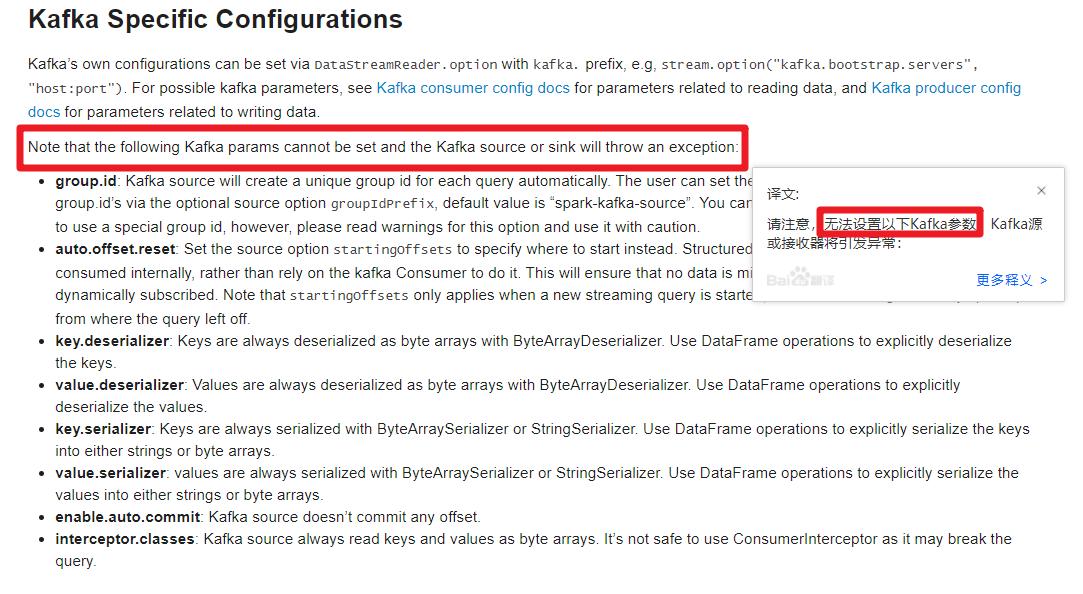 Kafka Specific Configurations
Kafka’s own configurations can be set via DataStreamReader.option with kafka. prefix, e.g, stream.option("kafka.bootstrap.servers",
"host:port"). For possible kafka parameters, see Kafka consumer config docs for parameters related to reading data, and Kafka producer config
docs for parameters related to writing data.
Note that the following Kafka params cannot be set and the Kafka source or sink will throw an exception:
• group.id: Kafka source will create a unique group id for each query automatically. The user can set the
group.id’s via the optional source option groupIdPrefix, default value is “spark-kafka-source”. You can
to use a special group id, however, please read warnings for this option and use it with caution.
• auto.offset.reset: Set the source option startingOffsets to specify where to start instead. Structured
consumed internally, rather than rely on the kafka Consumer to do it. This will ensure that no data is
dynamically subscribed. Note that startingOffsets only applies when a new streaming query is
from where the query left off.
• key.deserializer: Keys are always deserialized as byte arrays with ByteArrayDeserializer. Use DataFrame operations to explicitly deserialize
the keys.
• value.deserializer: Values are always deserialized as byte arrays with ByteArrayDeserializer. Use DataFrame operations to explicitly
deserialize the values.
• key.serializer: Keys are always serialized with ByteArraySerializer or StringSerializer. Use DataFrame operations to explicitly serialize the keys
into either strings or byte arrays.
• value.serializer: values are always serialized with ByteArraySerializer or StringSerializer. Use DataFrame operations to explicitly serialize the
values into either strings or byte arrays.
• enable.auto.commit: Kafka source doesn’t commit any offset.
• interceptor.classes: Kafka source always read keys and values as byte arrays. It’s not safe to use ConsumerInterceptor as it may break the
query.
译文:
请注意，无法设置以下Kafka参数，Kafka源
或接收器将引发异常：
Bai度翻译
更多释义 >